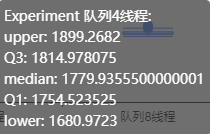 Experiment 队列4线程:
upper: 1899.2682
Q3: 1814.978075
median: 1779.9355500000001
Q1: 1754.523525
队列8线程
lower: 1680.9723